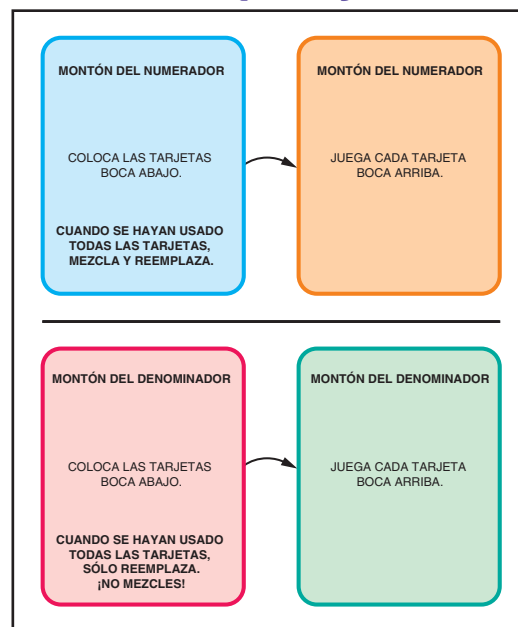 MONTÓN DEL NUMERADOR
COLOCA LAS TARJETAS
BOCA ABAJO.
CUANDO SE HAYAN USADO
TODAS LAS TARJETAS,
MEZCLA Y REEMPLAZA.
MONTÓN DEL NUMERADOR
JUEGA CADA TARJETA
BOCA ARRIBA.
MONTÓN DEL DENOMINADOR
COLOCA LAS TARJETAS
BOCA ABAJO.
CUANDO SE HAYAN USADO
TODAS LAS TARJETAS,
SÓLO REEMPLAZA.
¡NO MEZCLES!
MONTÓN DEL DENOMINADOR
JUEGA CADA TARJETA
BOCA ARRIBA.